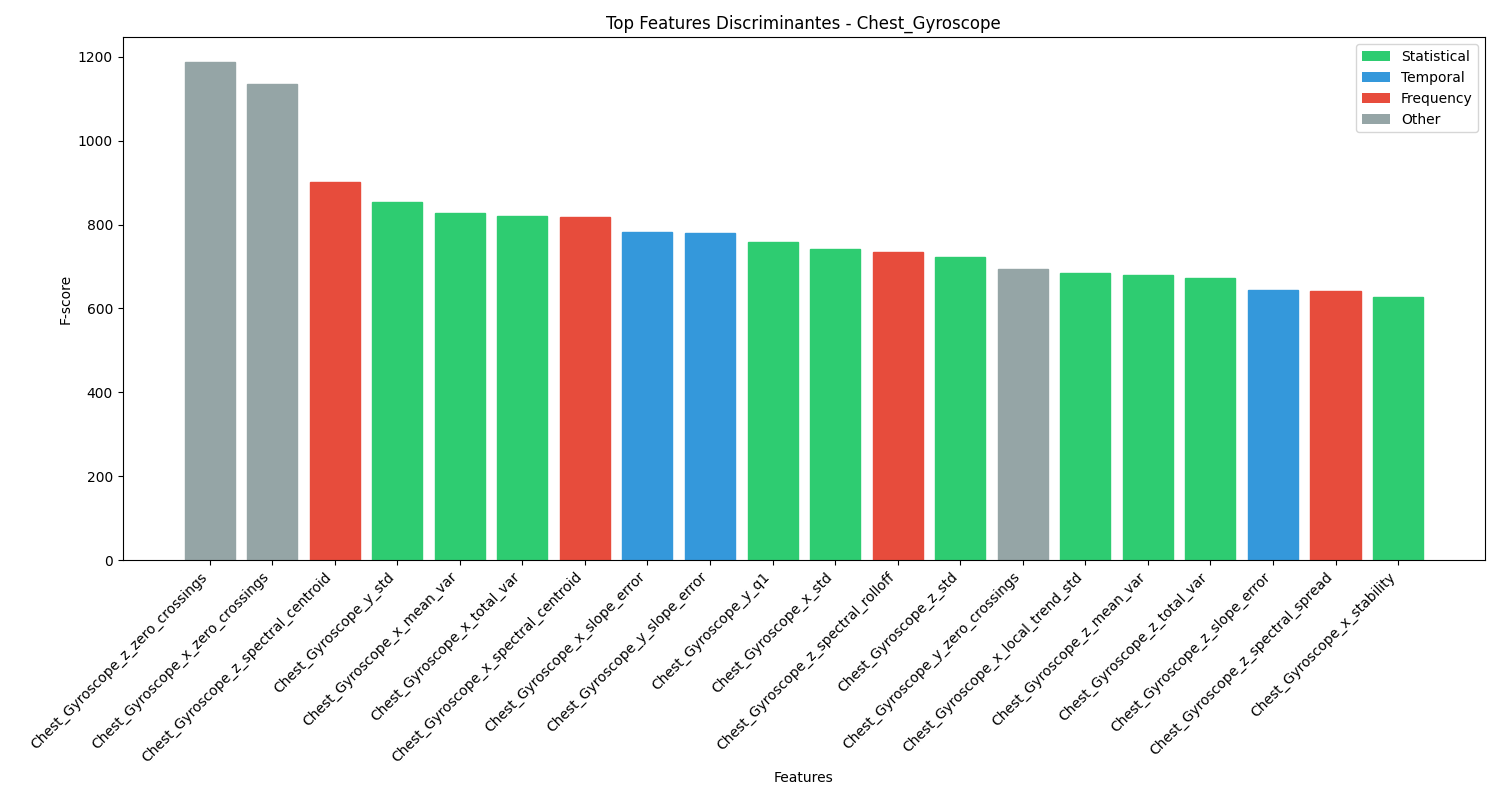 Top Features Discriminantes - Chest_Gyroscope
Statistical
Temporal
Frequency
Other
F-score
1200
1000
800
600
400
200
0
Chest_Gyroscope_z_zero_crossings
Chest_Gyroscope_x_zero_crossings
Chest_Gyroscope_z_spectral_centroid
Chest_Gyroscope_y_std
Chest_Gyroscope_x_mean_var
Chest_Gyroscope_x_total_var
Chest_Gyroscope_x_spectral_centroid
Chest_Gyroscope_x_slope_error
Chest_Gyroscope_y_slope_error
Chest_Gyroscope_y_q1
Chest_Gyroscope_x_std
Chest_Gyroscope_z_spectral_rolloff
Chest_Gyroscope_z_std
Chest_Gyroscope_y_zero_crossings
Chest_Gyroscope_x_local_trend_std
Chest_Gyroscope_z_mean_var
Chest_Gyroscope_z_total_var
Chest_Gyroscope_z_slope_error
Chest_Gyroscope_z_spectral_spread
Chest_Gyroscope_x_stability
Features